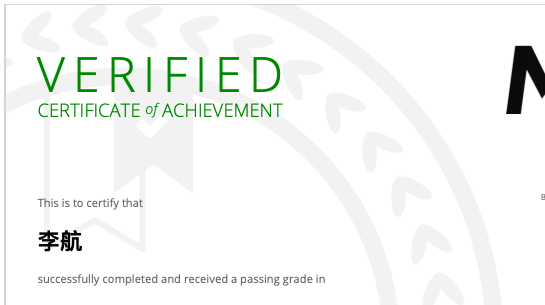 VERIFIED
CERTIFICATE of ACHIEVEMENT
This is to certify that
李航
successfully completed and received a passing grade in